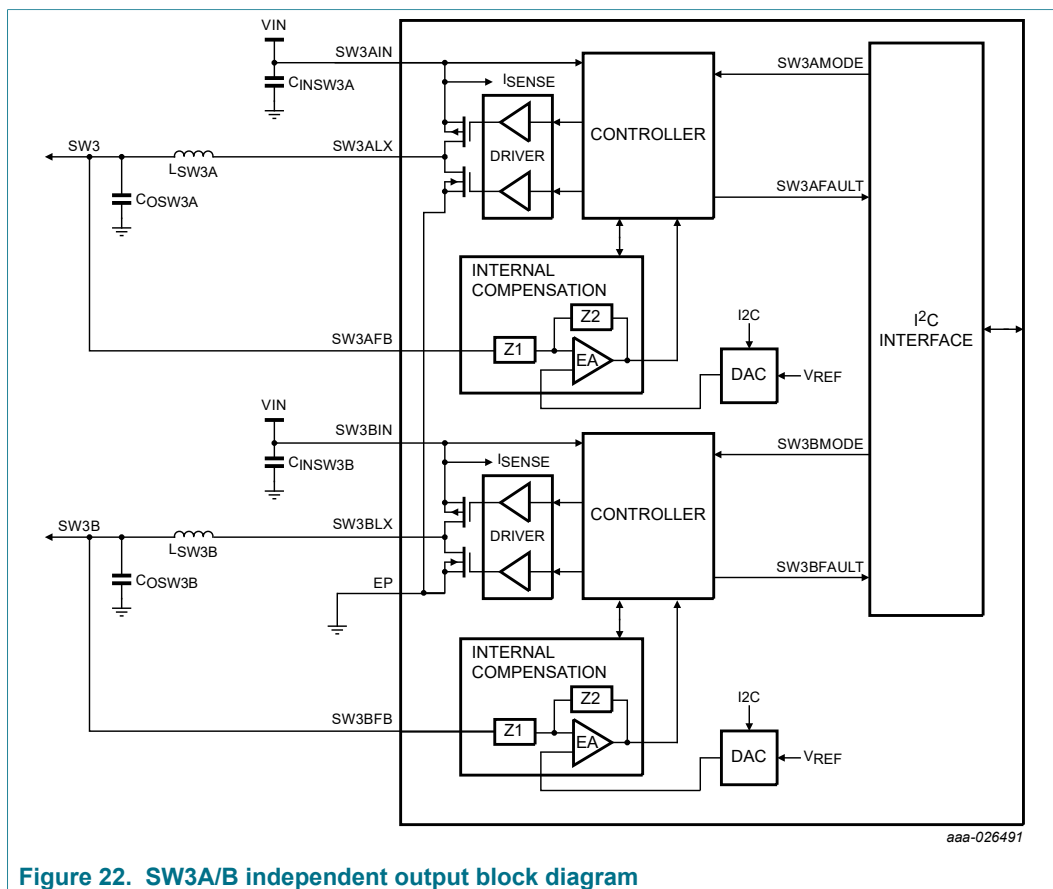 VIN
SW3AIN
CINSW3A
ISENSE
SW3AMODE
CONTROLLER
SW3
SW3ALX
DRIVER
LSW3A
COSW3A
SW3AFAULT
INTERNAL
COMPENSATION
Z2
I2C
I2C
INTERFACE
SW3AFB
Z1
EA
DAC
VREF
VIN
SW3BIN
CINSW3B
ISENSE
SW3BMODE
CONTROLLER
SW3B
SW3BLX
DRIVER
LSW3B
COSW3B
EP
SW3BFAULT
INTERNAL
COMPENSATION
Z2
I2C
SW3BFB
Z1
EA
DAC
VREF
aaa-026491
Figure 22. SW3A/B independent output block diagram